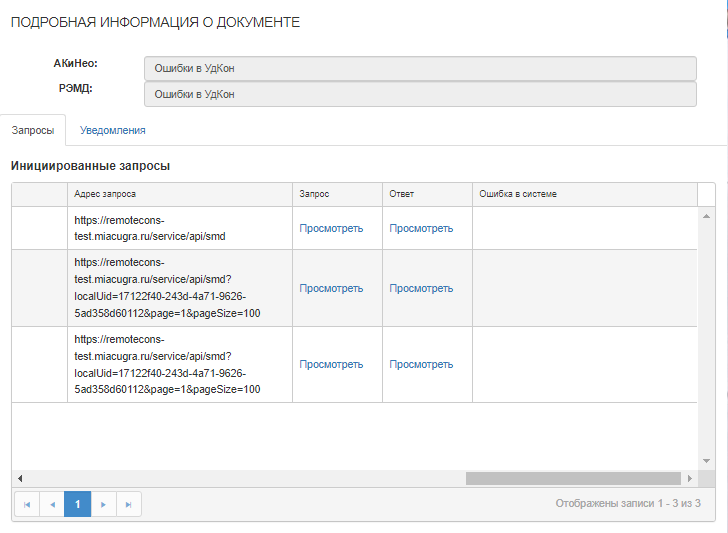 ПОДРОБНАЯ ИНФОРМАЦИЯ О ДОКУМЕНТЕ
АКиНео:
Ошибки в УдКон
РЭМД:
Ошибки в УдКон
Запросы
Уведомления
Инициированные запросы
Адрес запроса
Запрос
Ответ
Ошибка в системе
https://remotecons-
test.miacugra.ru/service/api/smd
Просмотреть
Просмотреть
https://remotecons-
test.miacugra.ru/service/api/smd?
localUid=17122f40-243d-4a71-9626-
5ad358d60112&page=1&pageSize=100
Просмотреть
Просмотреть
https://remotecons-
test.miacugra.ru/service/api/smd?
localUid=17122f40-243d-4a71-9626-
5ad358d60112&page=1&pageSize=100
Просмотреть
Просмотреть
1
Отображены записи 1 - 3 из 3